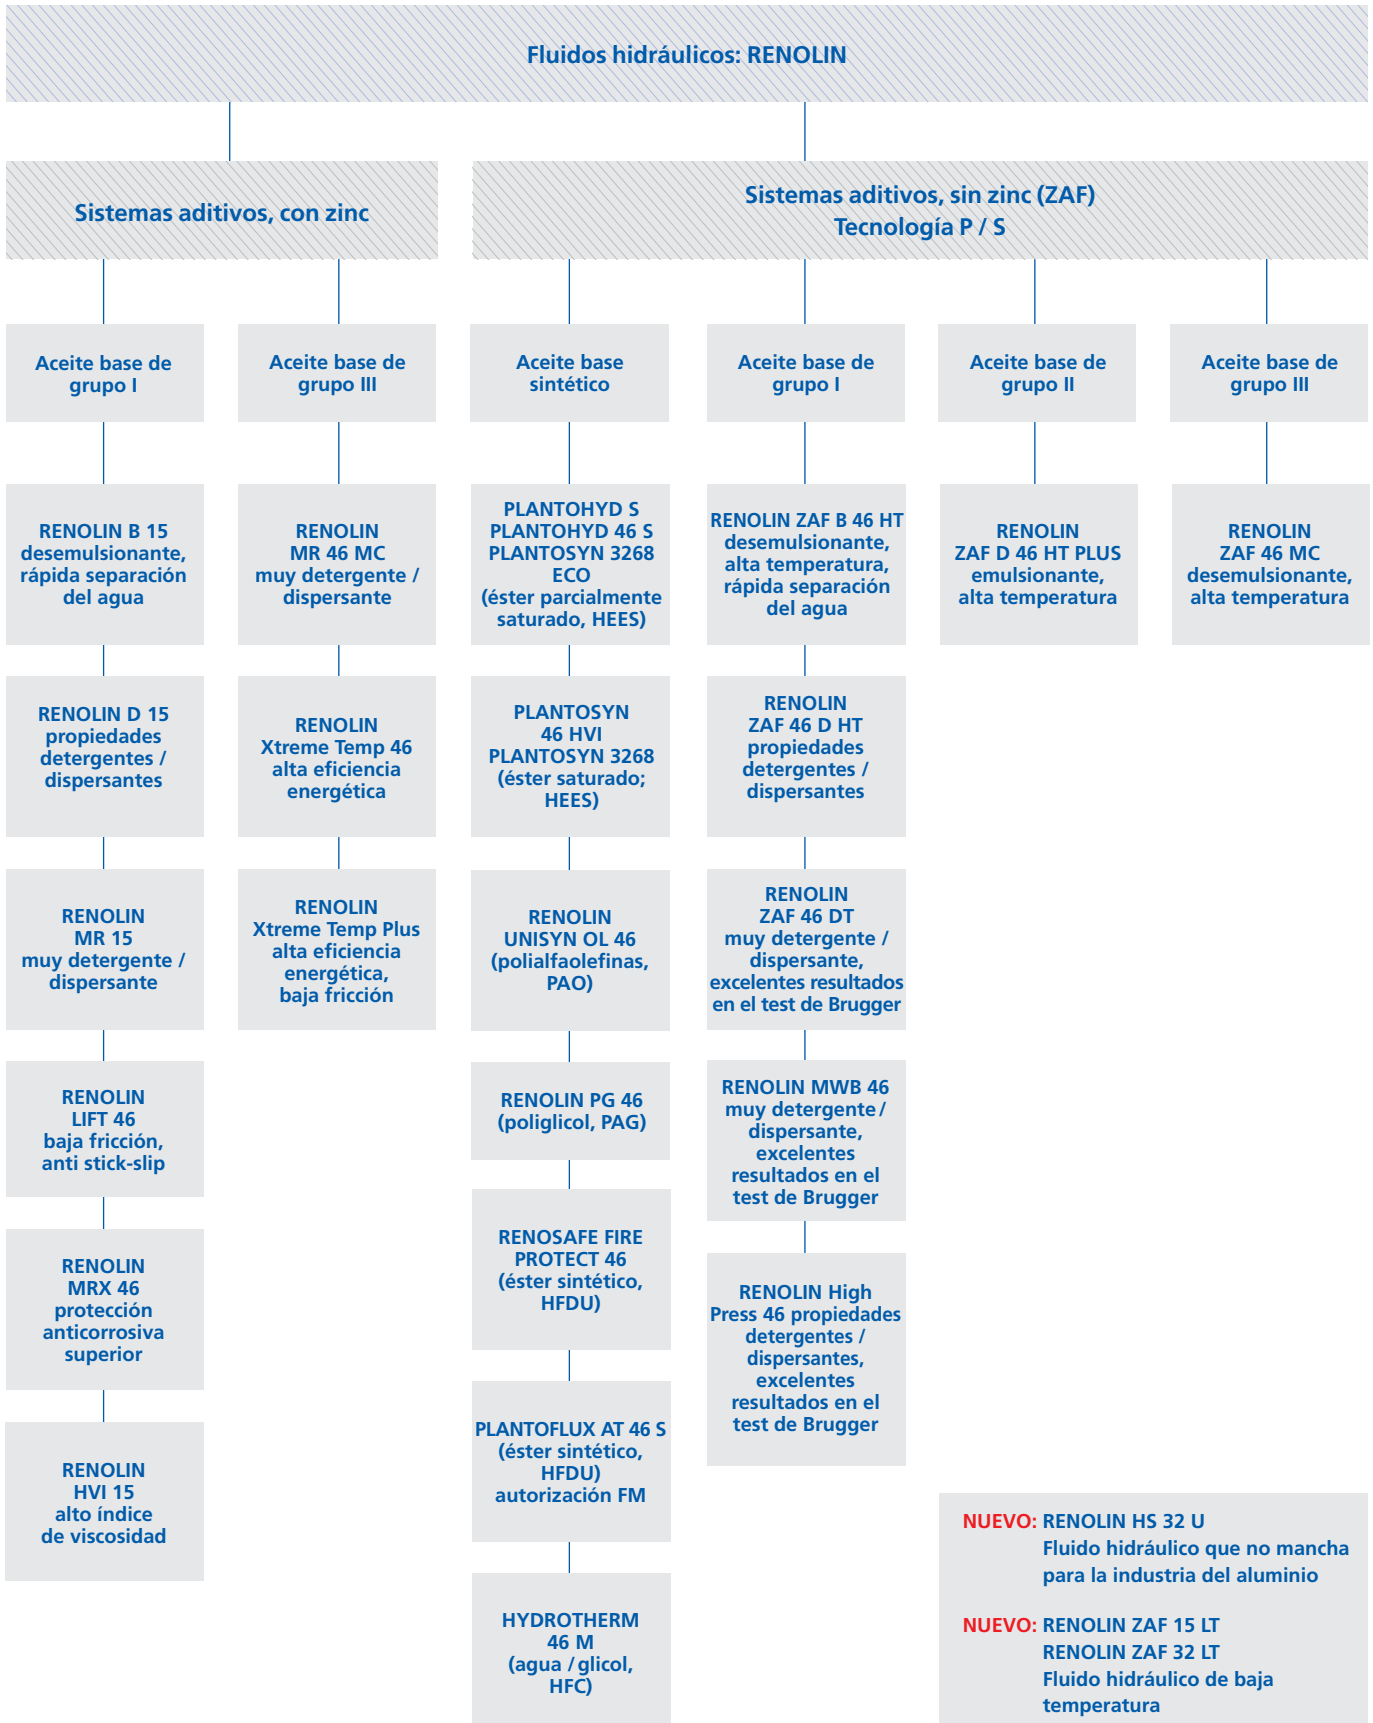 Fluidos hidráulicos: RENOLIN
Sistemas aditivos, con zinc
Sistemas aditivos, sin zinc (ZAF)
Tecnología P / S
Aceite base de
grupo I
Aceite base de
grupo III
Aceite base
sintético
Aceite base de
grupo I
Aceite base de
grupo II
Aceite base de
grupo III
RENOLIN B 15
desemulsionante,
rápida separación
del agua
RENOLIN D 15
propiedades
detergentes /
dispersantes
RENOLIN
MR 15
muy detergente /
dispersante
RENOLIN
LIFT 46
baja fricción,
anti stick-slip
RENOLIN
MRX 46
protección
anticorrosiva
superior
RENOLIN
HVI 15
alto índice
de viscosidad
RENOLIN
MR 46 MC
muy detergente /
dispersante
RENOLIN
Xtreme Temp 46
alta eficiencia
energética
RENOLIN
Xtreme Temp Plus
alta eficiencia
energética,
baja fricción
PLANTOHYD S
PLANTOHYD 46 S
PLANTOSYN 3268
ECO
(éster parcialmente
saturado, HEES)
PLANTOSYN
46 HVI
PLANTOSYN 3268
(éster saturado;
HEES)
RENOLIN
UNISYN OL 46
(polialfaolefinas,
PAO)
RENOLIN PG 46
(poliglicol, PAG)
RENOSAFE FIRE
PROTECT 46
(éster sintético,
HFDU)
PLANTOFLUX AT 46 S
(éster sintético,
HFDU)
autorización FM
HYDROTHERM
46 M
(agua / glicol,
HFC)
RENOLIN ZAF B 46 HT
desemulsionante,
alta temperatura,
rápida separación
del agua
RENOLIN
ZAF 46 D HT
propiedades
detergentes /
dispersantes
RENOLIN
ZAF 46 DT
muy detergente /
dispersante,
excelentes resultados
en el test de Brugger
RENOLIN MWB 46
muy detergente /
dispersante,
excelentes
resultados en el
test de Brugger
RENOLIN High
Press 46 propiedades
detergentes /
dispersantes,
excelentes
resultados en el
test de Brugger
RENOLIN
ZAF D 46 HT PLUS
emulsionante,
alta temperatura
RENOLIN
ZAF 46 MC
desemulsionante,
alta temperatura
NUEVO: RENOLIN HS 32 U
Fluido hidráulico que no mancha
para la industria del aluminio
NUEVO: RENOLIN ZAF 15 LT
RENOLIN ZAF 32 LT
Fluido hidráulico de baja
temperatura